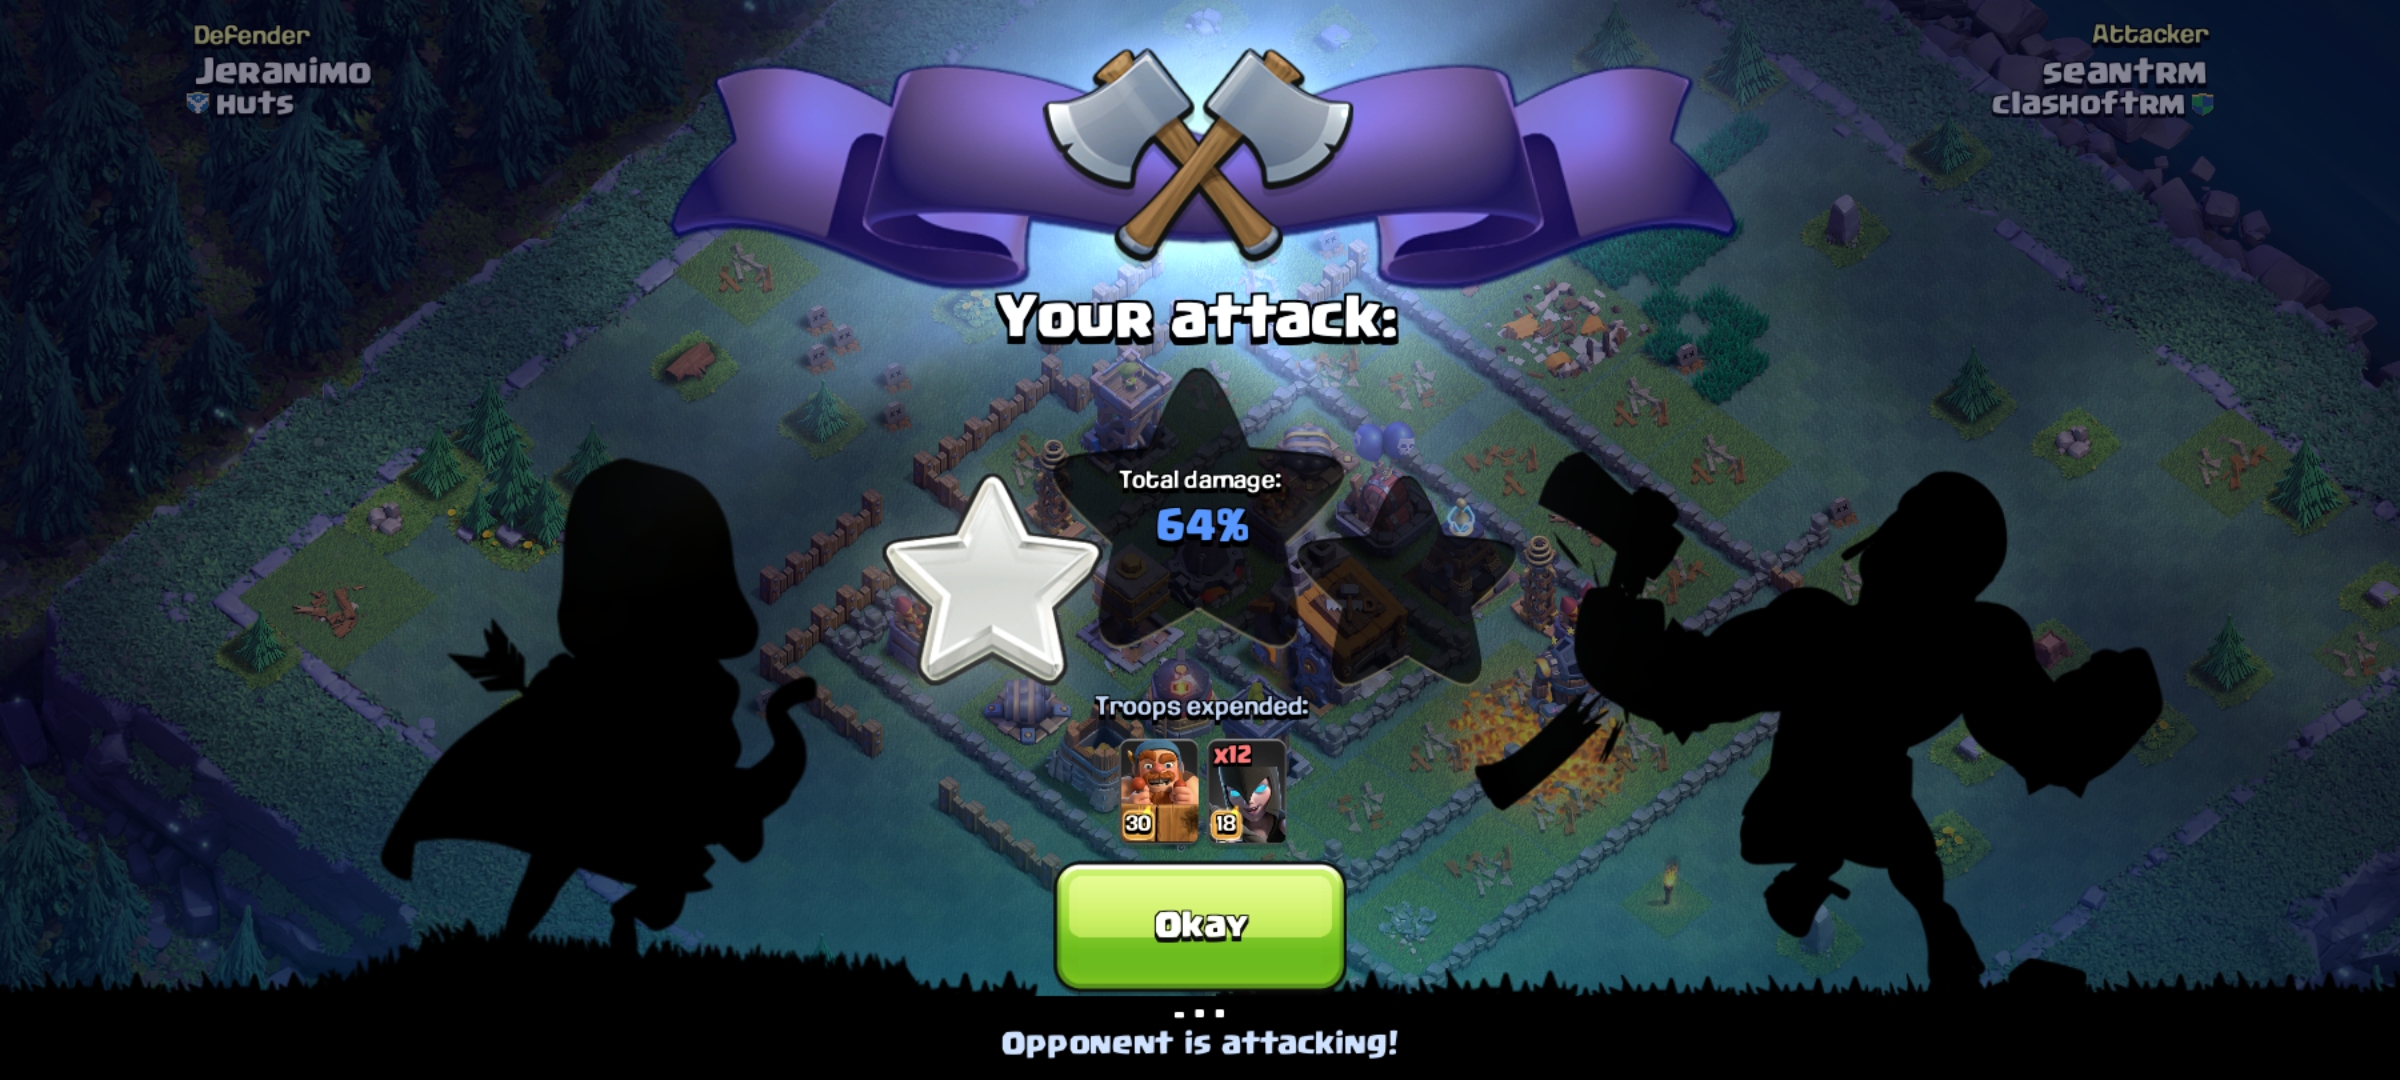 Defender
Jeranimo
Huts
Attacker
seantrm
clashoftrm
Your attack:
Total damage:
64%
Troops expended:
x12
30
18
Okay
Opponent is attacking!